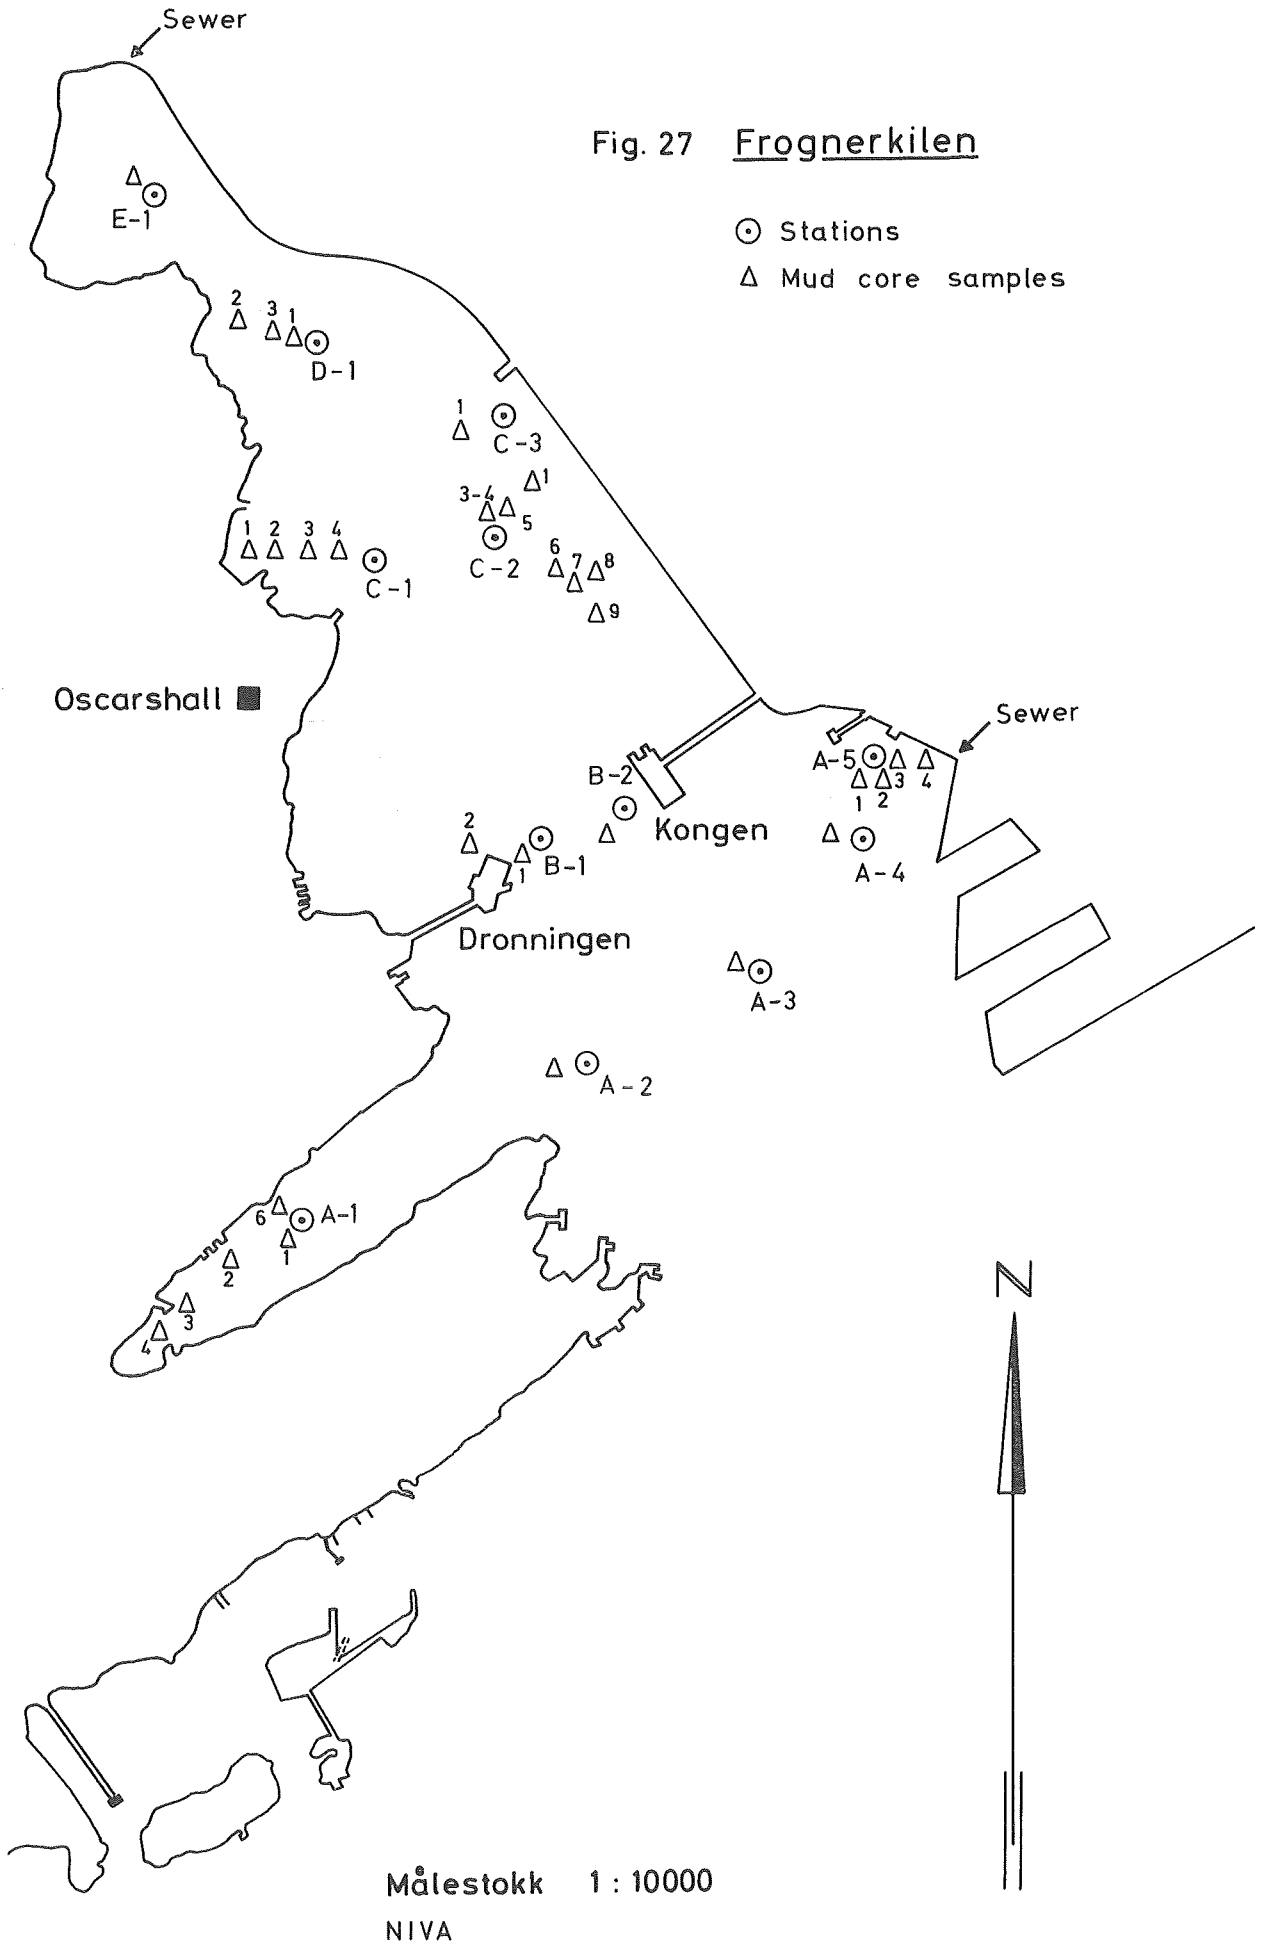 Sewer
Fig. 27 Frognerkilen
Stations
Mud core samples
E-1
2 3 1
D-1
1
C-3
1
3-4
5
C-2
6 7 8
9
1 2 3 4
C-1
Oscarshall
Sewer
A-5
3 4
1 2
B-2
Kongen
A-4
2
1 B-1
Dronningen
A-3
A-2
6 A-1
1
2
3
4
N
Målestokk 1 : 10000
NIVA